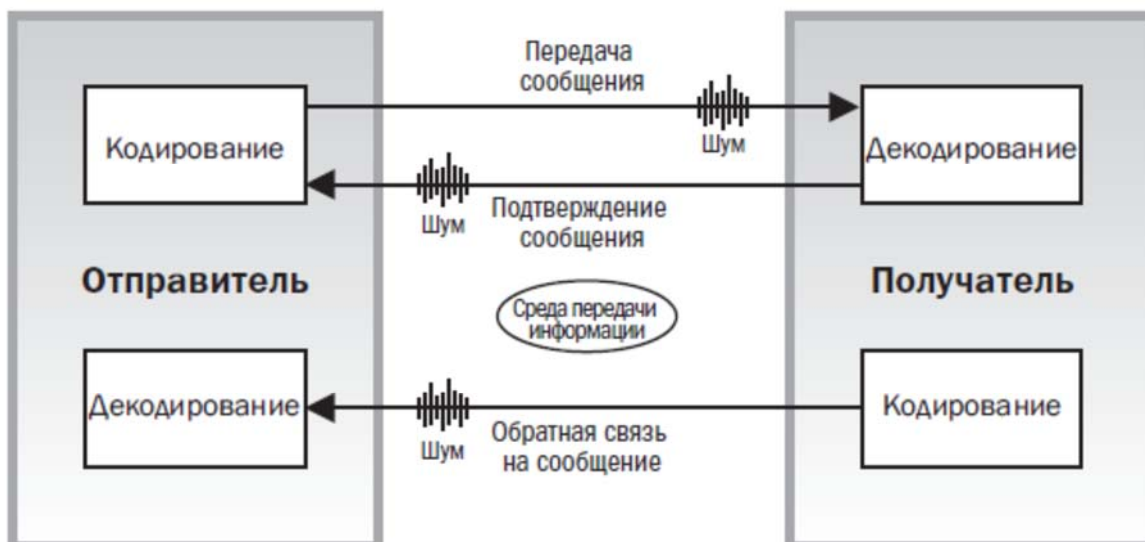 Передача
сообщения
Кодирование
Шум
Декодирование
Шум
Подтверждение
сообщения
Отправитель
Получатель
Среда передачи
информации
Декодирование
Кодирование
Шум
Обратная связь
на сообщение